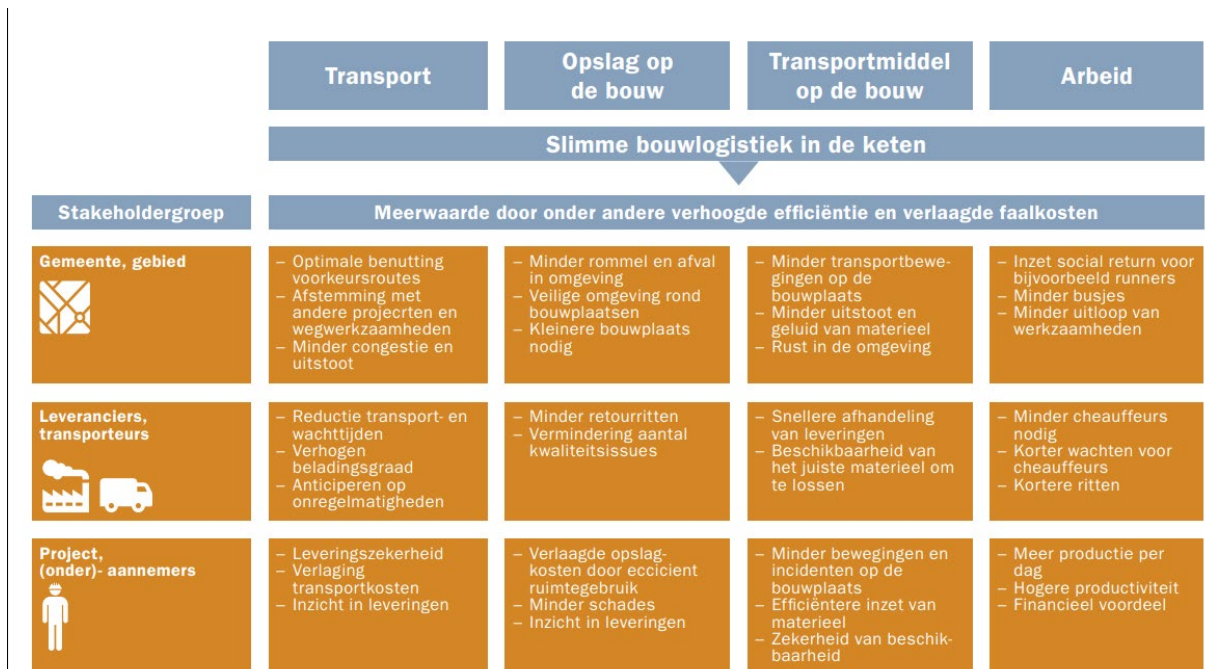 Transport
Opslag op
de bouw
Transportmiddel
op de bouw
Arbeid
Slimme bouwlogistiek in de keten
Stakeholdergroep
Meerwaarde door onder andere verhoogde efficiëntie en verlaagde faalkosten
Gemeente, gebied
– Optimale benutting
voorkeursroutes
– Afstemming met
andere projecrten en
wegwerkzaamheden
– Minder congestie en
uitstoot
– Minder rommel en afval
in omgeving
– Veilige omgeving rond
bouwplaatsen
– Kleinere bouwplaats
nodig
– Minder transportbewe-
gingen op de
bouwplaats
– Minder uitstoot en
geluid van materieel
– Rust in de omgeving
– Inzet social return voor
bijvoorbeeld runners
– Minder busjes
– Minder uitloop van
werkzaamheden
Leveranciers,
transporteurs
– Reductie transport- en
wachttijden
– Verhogen
beladingsgraad
– Anticiperen op
onregelmatigheden
– Minder retourritten
– Vermindering aantal
kwaliteitsissues
– Snellere afhandeling
van leveringen
– Beschikbaarheid van
het juiste materieel om
te lossen
– Minder cheauffeurs
nodig
– Korter wachten voor
cheauffeurs
– Kortere ritten
Project,
(onder)- aannemers
– Leveringszekerheid
– Verlaging
transportkosten
– Inzicht in leveringen
– Verlaagde opslag-
kosten door eccicient
ruimtegebruik
– Minder schades
– Inzicht in leveringen
– Minder bewegingen en
incidenten op de
bouwplaats
– Efficiëntere inzet van
materieel
– Zekerheid van beschik-
baarheid
– Meer productie per
dag
– Hogere productiviteit
– Financieel voordeel